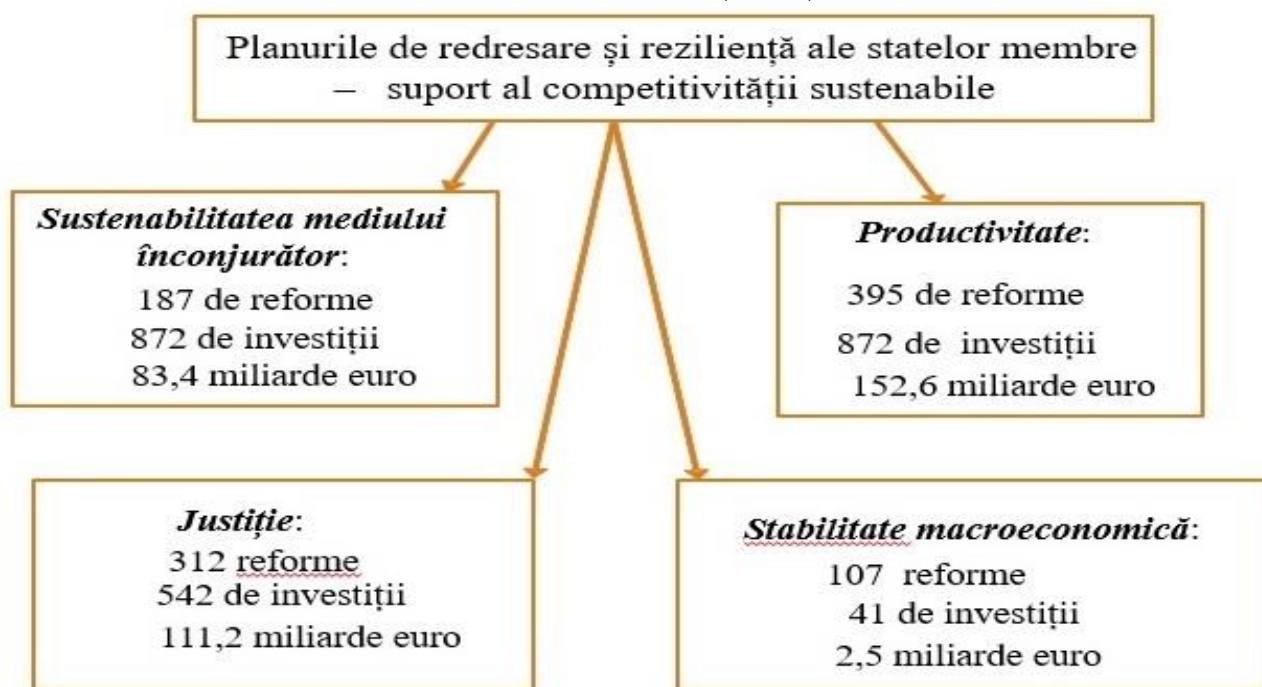 Planurile de redresare și reziliență ale statelor membre
– suport al competitivității sustenabile
Sustenabilitatea mediului
înconjurător:
187 de reforme
872 de investiții
83,4 miliarde euro
Productivitate:
395 de reforme
872 de investiții
152,6 miliarde euro
Justiție:
312 reforme
542 de investiții
111,2 miliarde euro
Stabilitate macroeconomică:
107 reforme
41 de investiții
2,5 miliarde euro